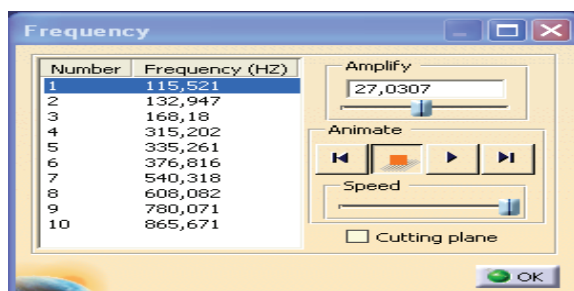 Frequency
Number Frequency (HZ)
1 115,521
2 132,947
3 168,18
4 315,202
5 335,261
6 376,816
7 540,318
8 608,082
9 780,071
10 865,671
Amplify
27,0307
Animate
Speed
Cutting plane
OK